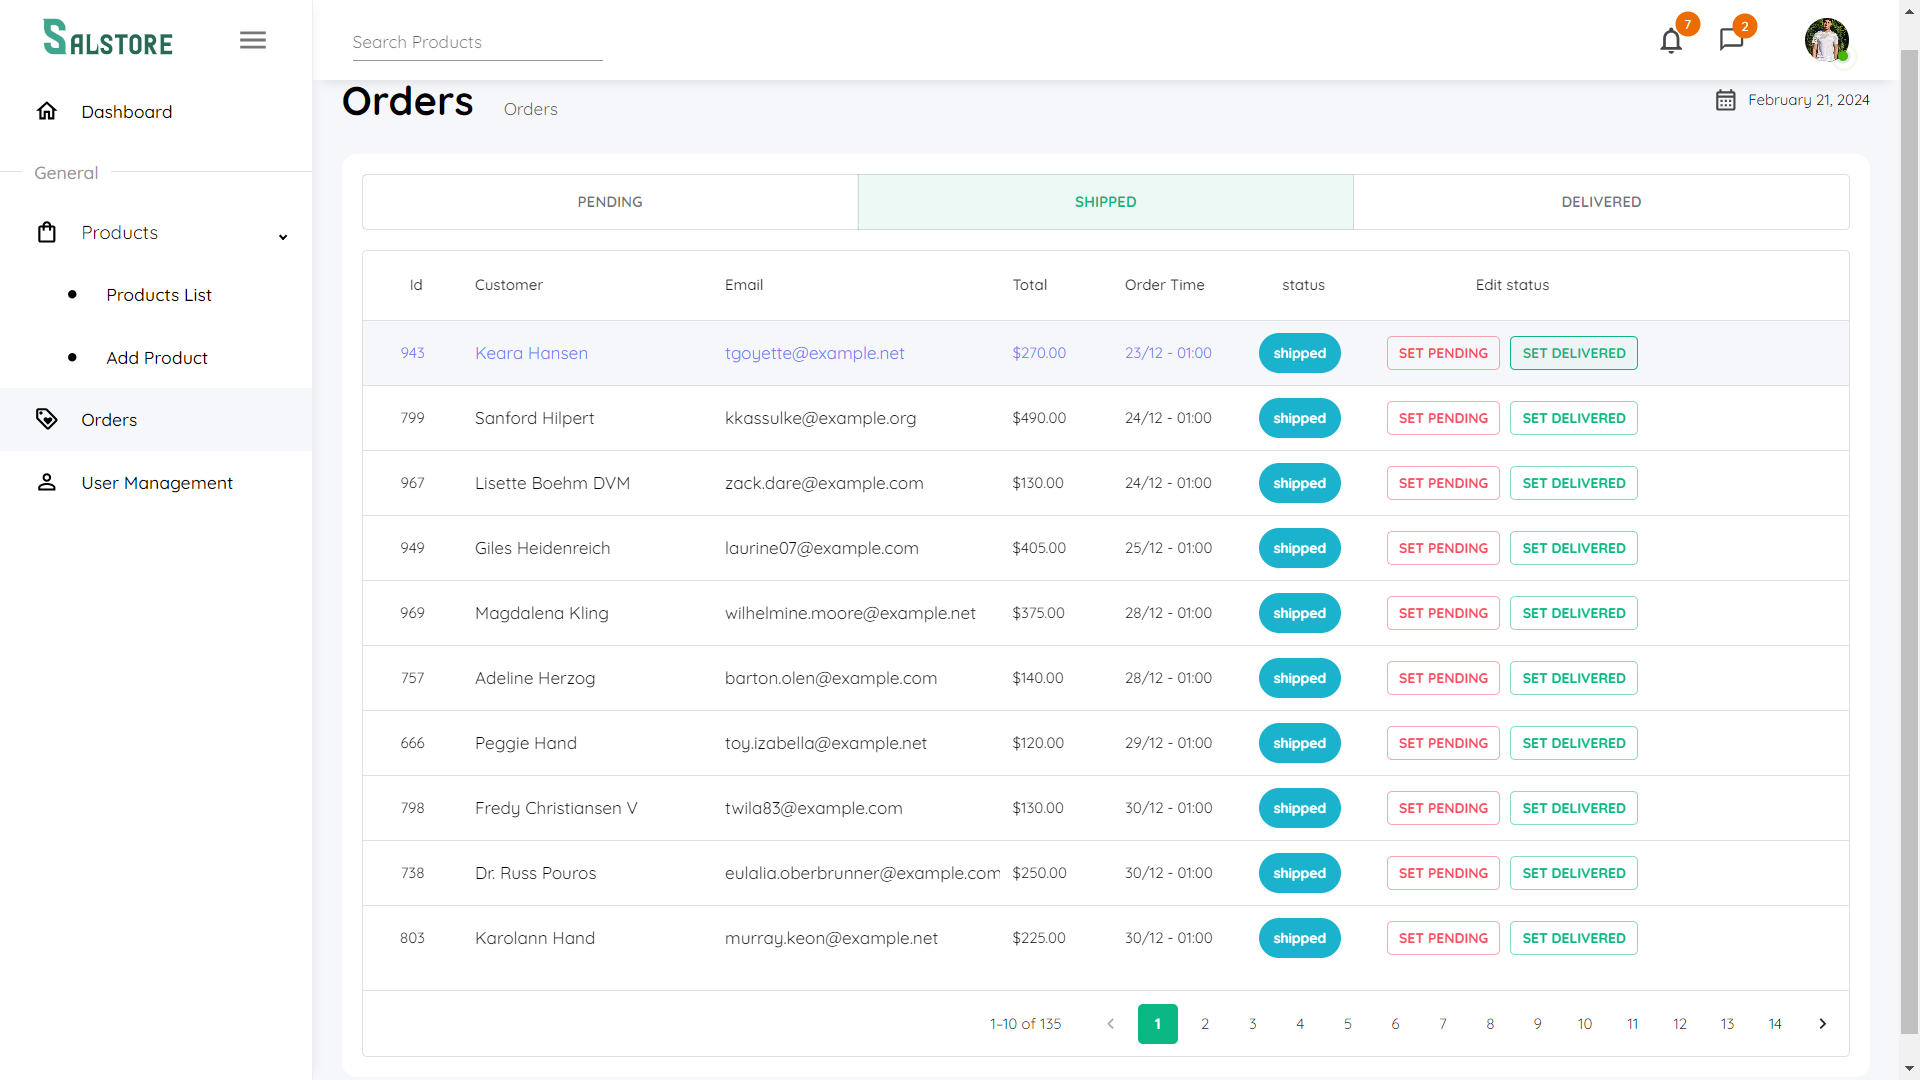 SALSTORE
Search Products
7
2
Dashboard
General
Products
Products List
Add Product
Orders
User Management
Orders Orders
February 21, 2024
PENDING SHIPPED DELIVERED
Id Customer Email Total Order Time status Edit status
943 Keara Hansen tgoyette@example.net $270.00 23/12 - 01:00 shipped SET PENDING SET DELIVERED
799 Sanford Hilpert kkassulke@example.org $490.00 24/12 - 01:00 shipped SET PENDING SET DELIVERED
967 Lisette Boehm DVM zack.dare@example.com $130.00 24/12 - 01:00 shipped SET PENDING SET DELIVERED
949 Giles Heidenreich laurine07@example.com $405.00 25/12 - 01:00 shipped SET PENDING SET DELIVERED
969 Magdalena Kling wilhelmine.moore@example.net $375.00 28/12 - 01:00 shipped SET PENDING SET DELIVERED
757 Adeline Herzog barton.olen@example.com $140.00 28/12 - 01:00 shipped SET PENDING SET DELIVERED
666 Peggie Hand toy.izabella@example.net $120.00 29/12 - 01:00 shipped SET PENDING SET DELIVERED
798 Fredy Christiansen V twila83@example.com $130.00 30/12 - 01:00 shipped SET PENDING SET DELIVERED
738 Dr. Russ Pouros eulalia.oberbrunner@example.com $250.00 30/12 - 01:00 shipped SET PENDING SET DELIVERED
803 Karolann Hand murray.keon@example.net $225.00 30/12 - 01:00 shipped SET PENDING SET DELIVERED
1–10 of 135 1 2 3 4 5 6 7 8 9 10 11 12 13 14